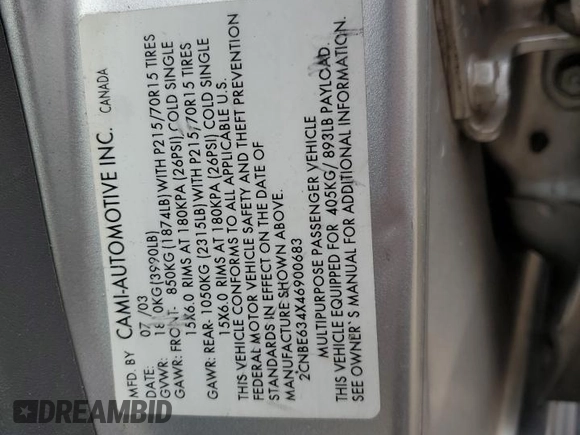 MFD. BY CAMI-AUTOMOTIVE INC. CANADA
DATE: 07/03
GVWR: KG(3990LB)
GAWR: FRONT- 850KG(1874LB)WITH P215/70R15 TIRES
15X6.0 RIMS AT 180KPA (26PSI) COLD SINGLE
GAWR: REAR- 1050KG (2315LB)WITH P215/70R15 TIRES
15X6.0 RIMS AT 180KPA (26PSI) COLD SINGLE
THIS VEHICLE CONFORMS TO ALL APPLICABLE U.S.
FEDERAL MOTOR VEHICLE SAFETY AND THEFT PREVENTION
STANDARDS IN EFFECT ON THE DATE OF
MANUFACTURE SHOWN ABOVE.
2CNBE634X46900683
MULTIPURPOSE PASSENGER VEHICLE
THIS VEHICLE EQUIPPED FOR 405KG/ 893LB PAYLOAD.
SEE OWNER'S MANUAL FOR ADDITIONAL INFORMATION.
DREAMBID